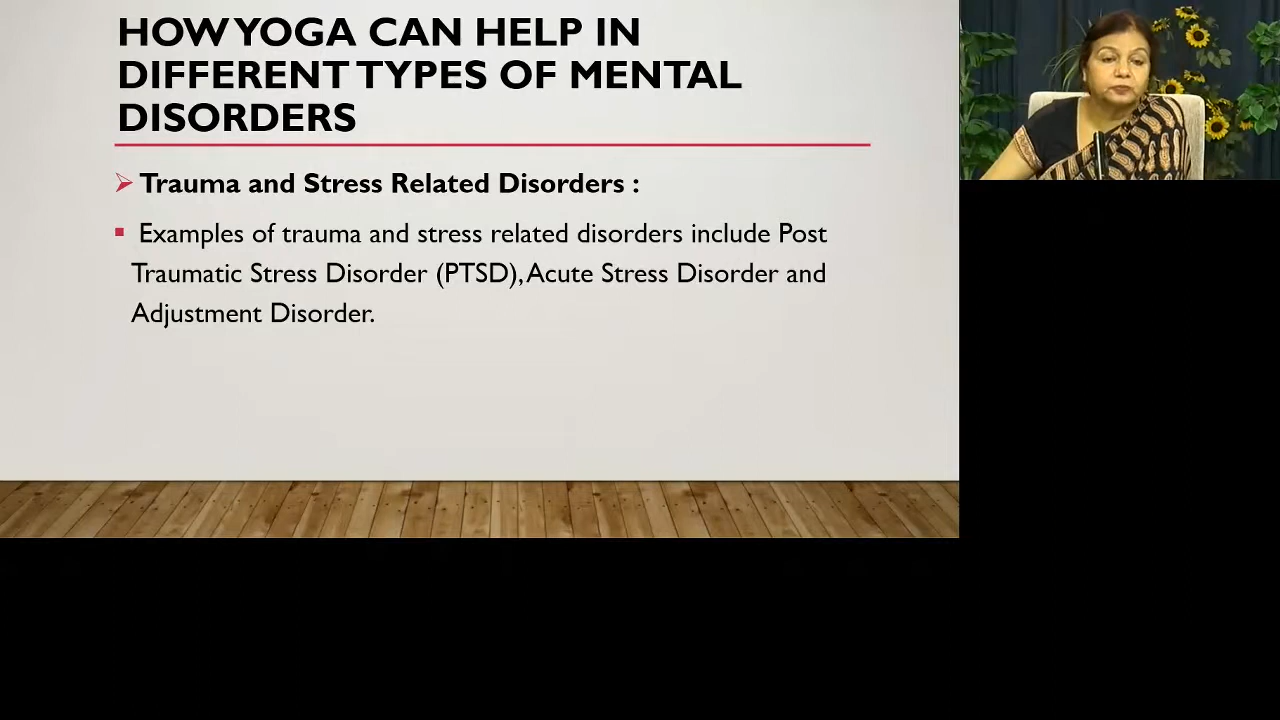 HOW YOGA CAN HELP IN
DIFFERENT TYPES OF MENTAL
DISORDERS
Trauma and Stress Related Disorders :
Examples of trauma and stress related disorders include Post
Traumatic Stress Disorder (PTSD), Acute Stress Disorder and
Adjustment Disorder.